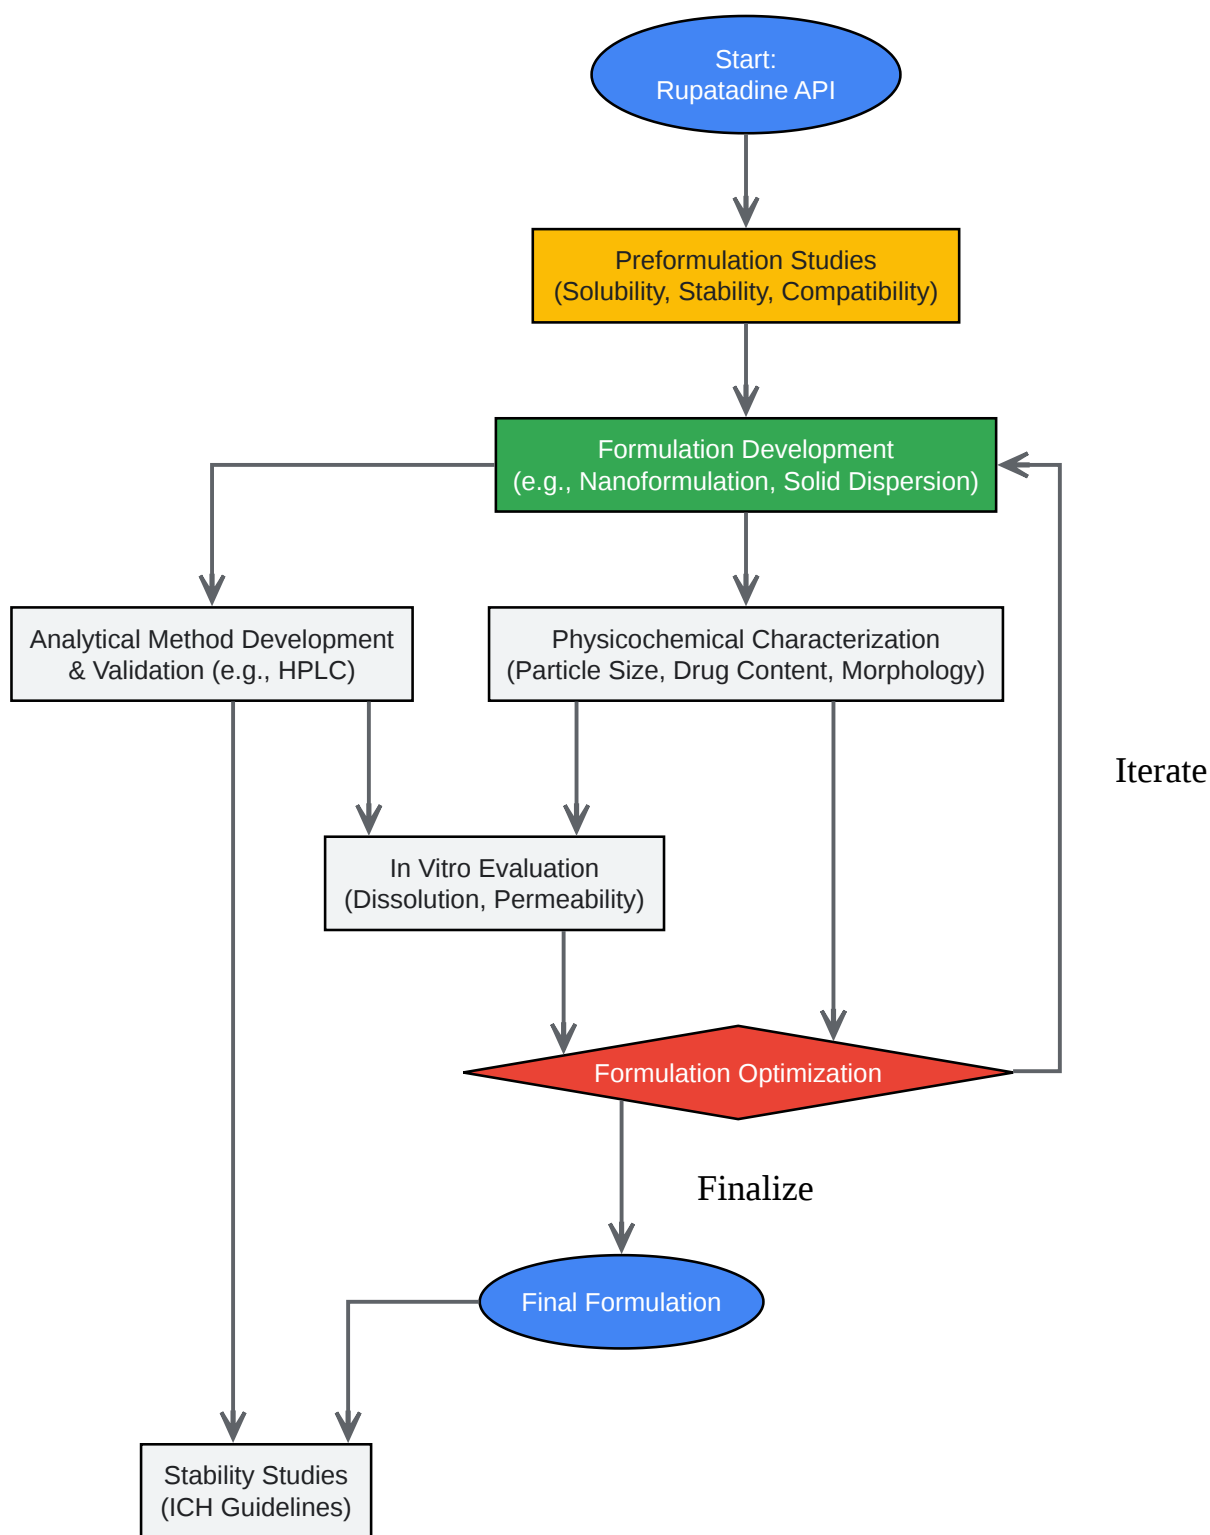 Start:
Rupatadine API
Preformulation Studies
(Solubility, Stability, Compatibility)
Formulation Development
(e.g., Nanoformulation, Solid Dispersion)
Analytical Method Development
& Validation (e.g., HPLC)
Physicochemical Characterization
(Particle Size, Drug Content, Morphology)
Iterate
In Vitro Evaluation
(Dissolution, Permeability)
Formulation Optimization
Finalize
Final Formulation
Stability Studies
(ICH Guidelines)